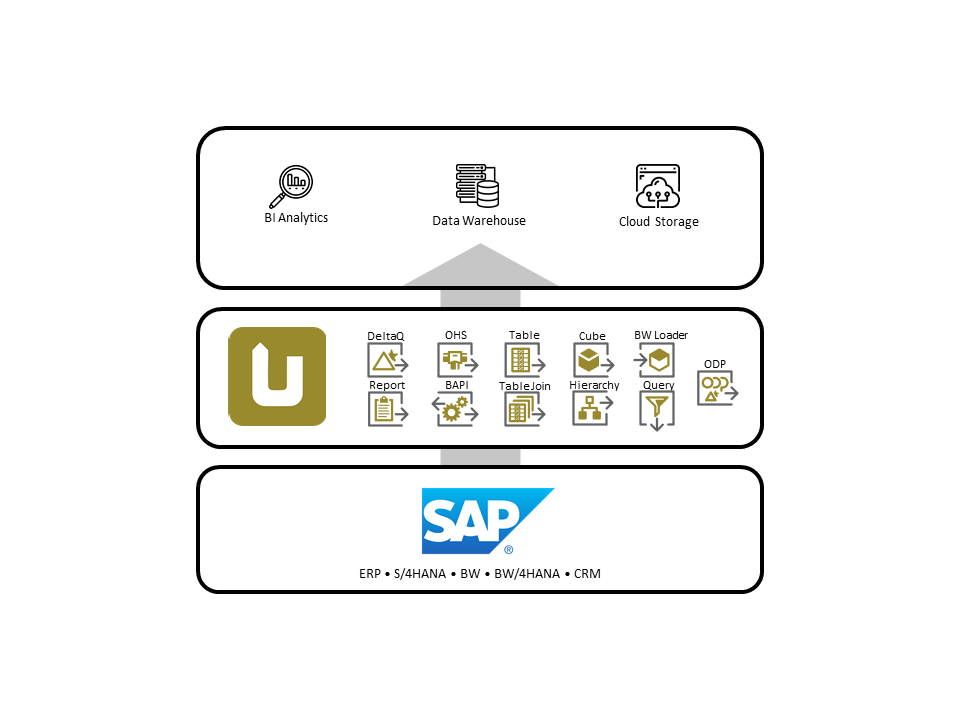 BI Analytics
Data Warehouse
Cloud Storage
U
DeltaQ
OHS
Table
Cube
BW Loader
ODP
Report
BAPI
TableJoin
Hierarchy
Query
SAP®
ERP • S/4HANA • BW • BW/4HANA • CRM